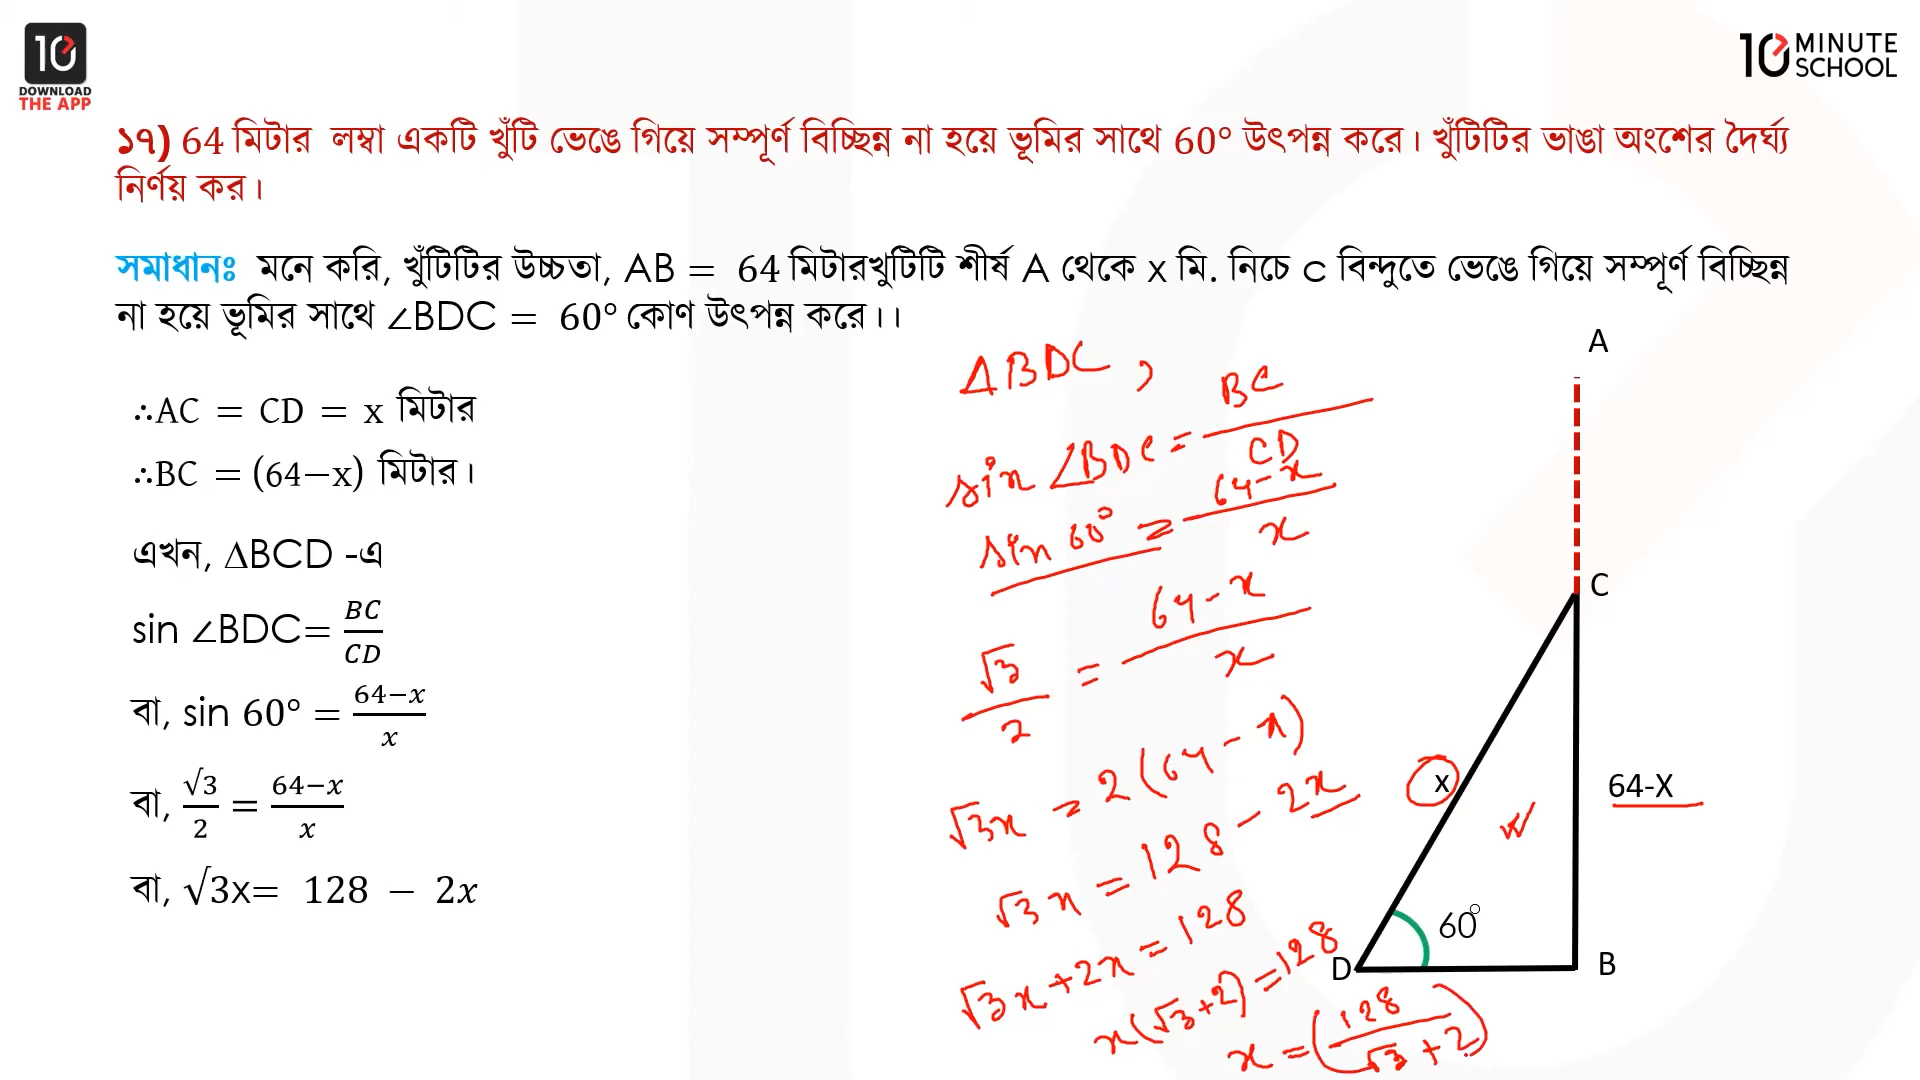 10
DOWNLOAD
THE APP
10 MINUTE
SCHOOL
১৭) 64 মিটার লম্বা একটি খুঁটি ভেঙে গিয়ে সম্পূর্ণ বিচ্ছিন্ন না হয়ে ভূমির সাথে 60° উৎপন্ন করে। খুঁটিটির ভাঙা অংশের দৈর্ঘ্য
নির্ণয় কর।
সমাধানঃ মনে করি, খুঁটিটির উচ্চতা, AB = 64 মিটারখুটিটি শীর্ষ A থেকে x মি. নিচে c বিন্দুতে ভেঙে গিয়ে সম্পূর্ণ বিচ্ছিন্ন
না হয়ে ভূমির সাথে ∠BDC = 60° কোণ উৎপন্ন করে।।
∴AC = CD = x মিটার
∴BC = (64−x) মিটার।
এখন, ΔBCD -এ
sin ∠BDC= BC/CD
বা, sin 60° = 64−x/x
বা, √3/2 = 64−x/x
বা, √3x= 128 − 2x
ΔBDC,
sin ∠BDC = BC/CD
sin 60° = 64-x/x
√3/2 = 64-x/x
√3x = 2(64-x)
√3x = 128 - 2x
√3x+2x = 128
x(√3+2) = 128
x = (128/√3+2)
A
C
x
64-X
60°
D
B